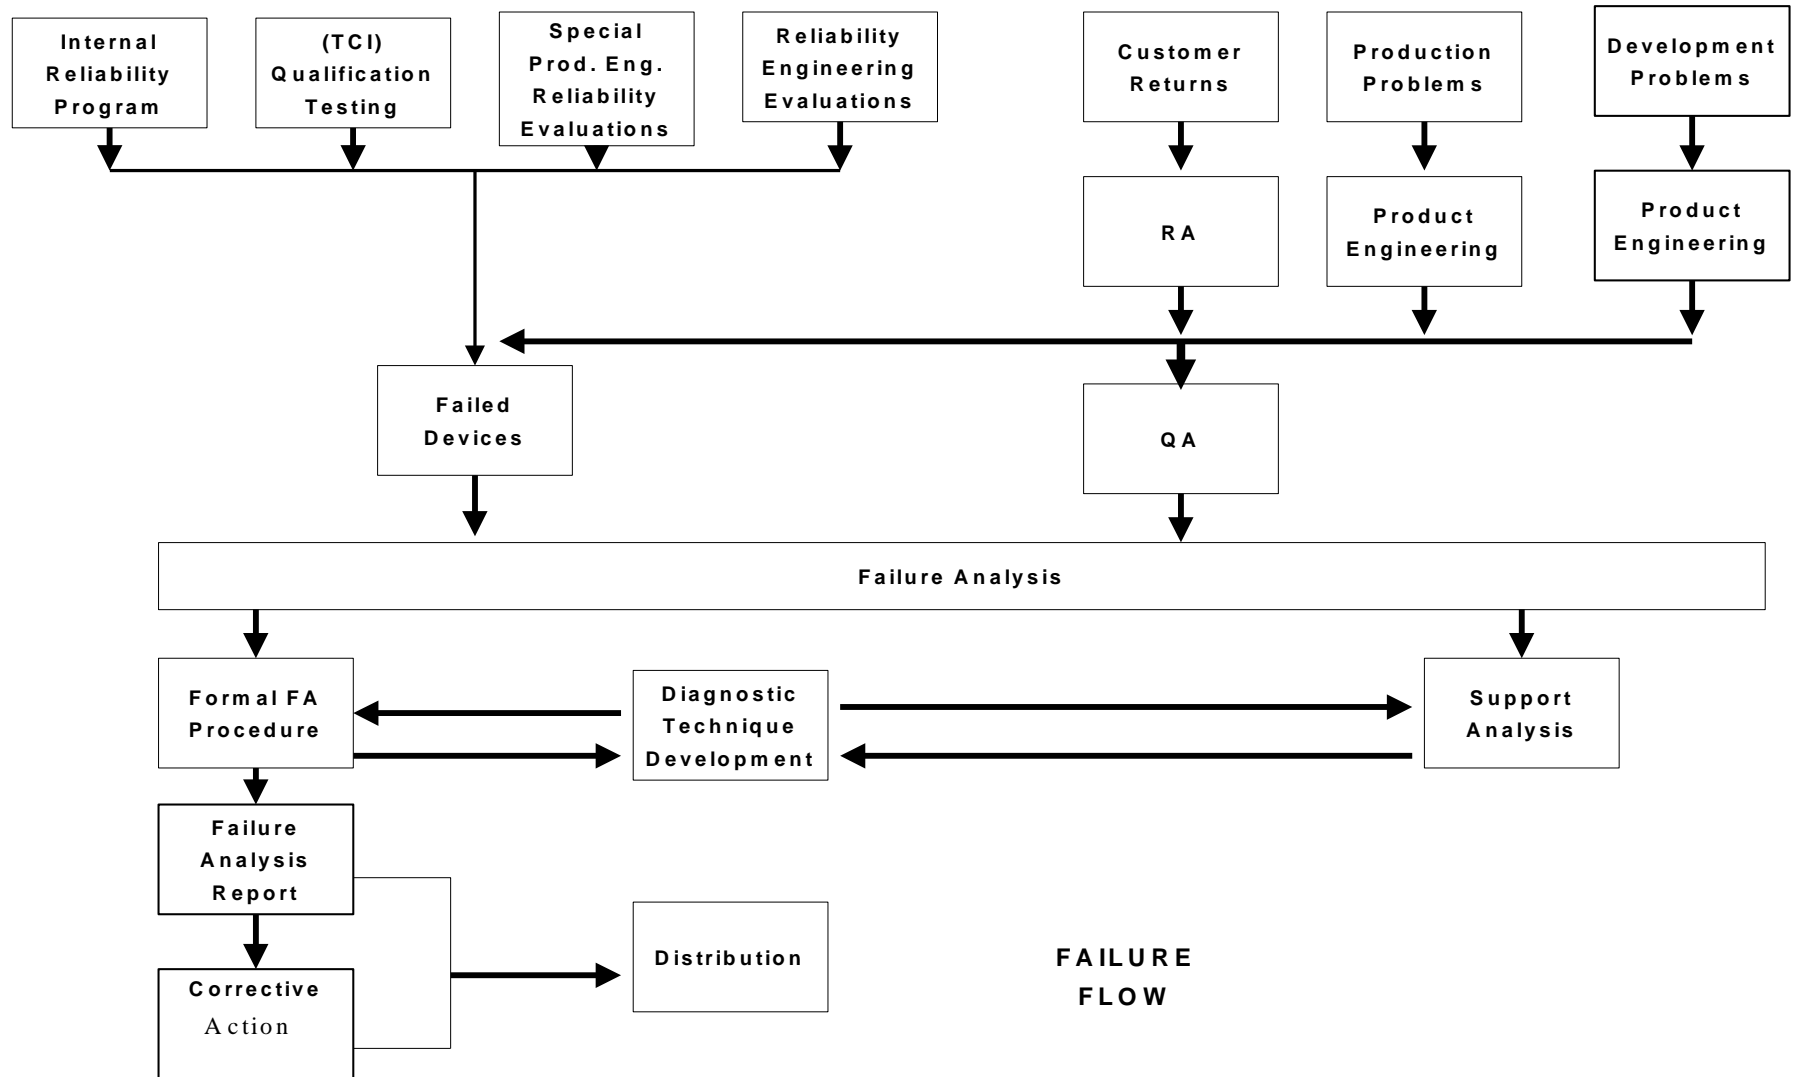 Internal
Reliability
Program
(TCI)
Qualification
Testing
Special
Prod. Eng.
Reliability
Evaluations
Reliability
Engineering
Evaluations
Customer
Returns
Production
Problems
Development
Problems
RA
Product
Engineering
Product
Engineering
Failed
Devices
QA
Failure Analysis
Formal FA
Procedure
Diagnostic
Technique
Development
Support
Analysis
Failure
Analysis
Report
Distribution
FAILURE
FLOW
Corrective
Action